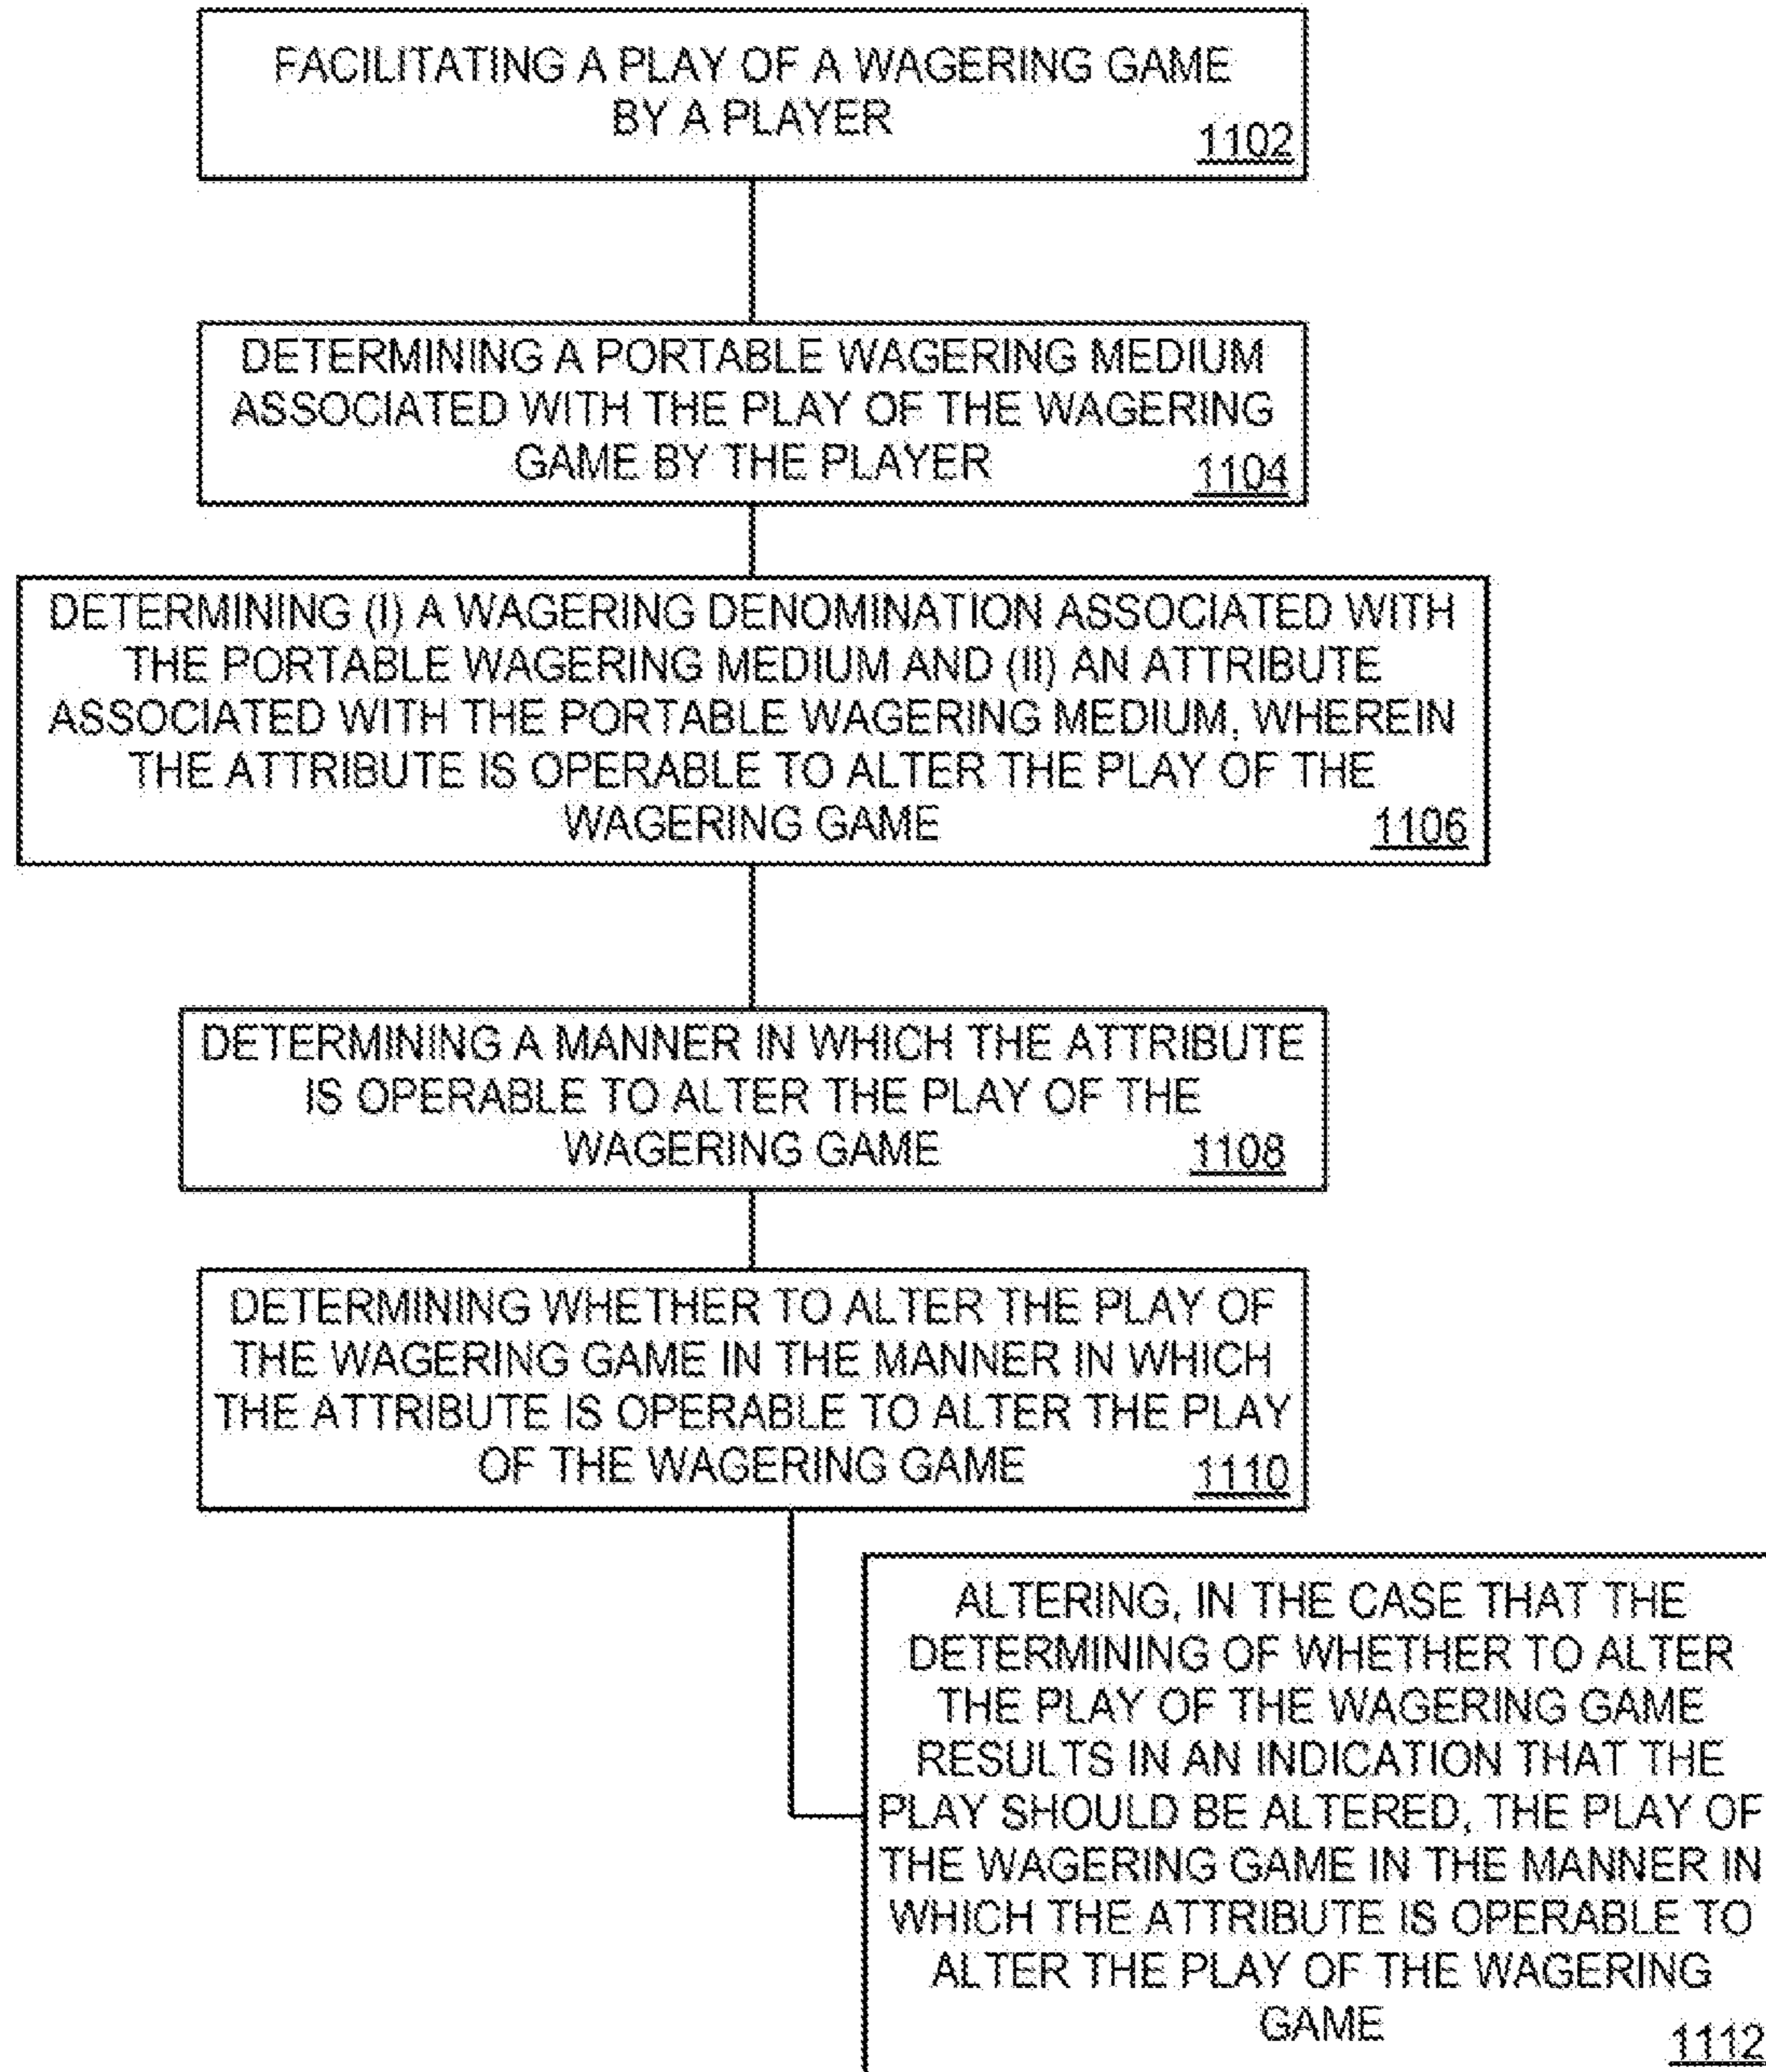 FACILITATING A PLAY OF A WAGERING GAME
BY A PLAYER
1102
DETERMINING A PORTABLE WAGERING MEDIUM
ASSOCIATED WITH THE PLAY OF THE WAGERING
GAME BY THE PLAYER
1104
DETERMINING (I) A WAGERING DENOMINATION ASSOCIATED WITH
THE PORTABLE WAGERING MEDIUM AND (II) AN ATTRIBUTE
ASSOCIATED WITH THE PORTABLE WAGERING MEDIUM, WHEREIN
THE ATTRIBUTE IS OPERABLE TO ALTER THE PLAY OF THE
WAGERING GAME
1106
DETERMINING A MANNER IN WHICH THE ATTRIBUTE
IS OPERABLE TO ALTER THE PLAY OF THE
WAGERING GAME
1108
DETERMINING WHETHER TO ALTER THE PLAY OF
THE WAGERING GAME IN THE MANNER IN WHICH
THE ATTRIBUTE IS OPERABLE TO ALTER THE PLAY
OF THE WAGERING GAME
1110
ALTERING, IN THE CASE THAT THE
DETERMINING OF WHETHER TO ALTER
THE PLAY OF THE WAGERING GAME
RESULTS IN AN INDICATION THAT THE
PLAY SHOULD BE ALTERED, THE PLAY OF
THE WAGERING GAME IN THE MANNER IN
WHICH THE ATTRIBUTE IS OPERABLE TO
ALTER THE PLAY OF THE WAGERING
GAME
1112